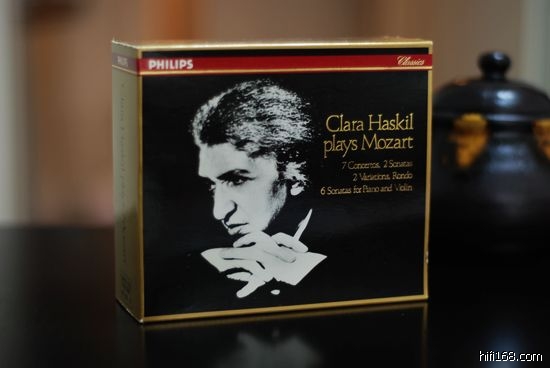 PHILIPS
Classics
Clara Haskil
plays Mozart
7 Concertos, 2 Sonatas
2 Variations, Rondo
6 Sonatas for Piano and Violin
hifi168.com